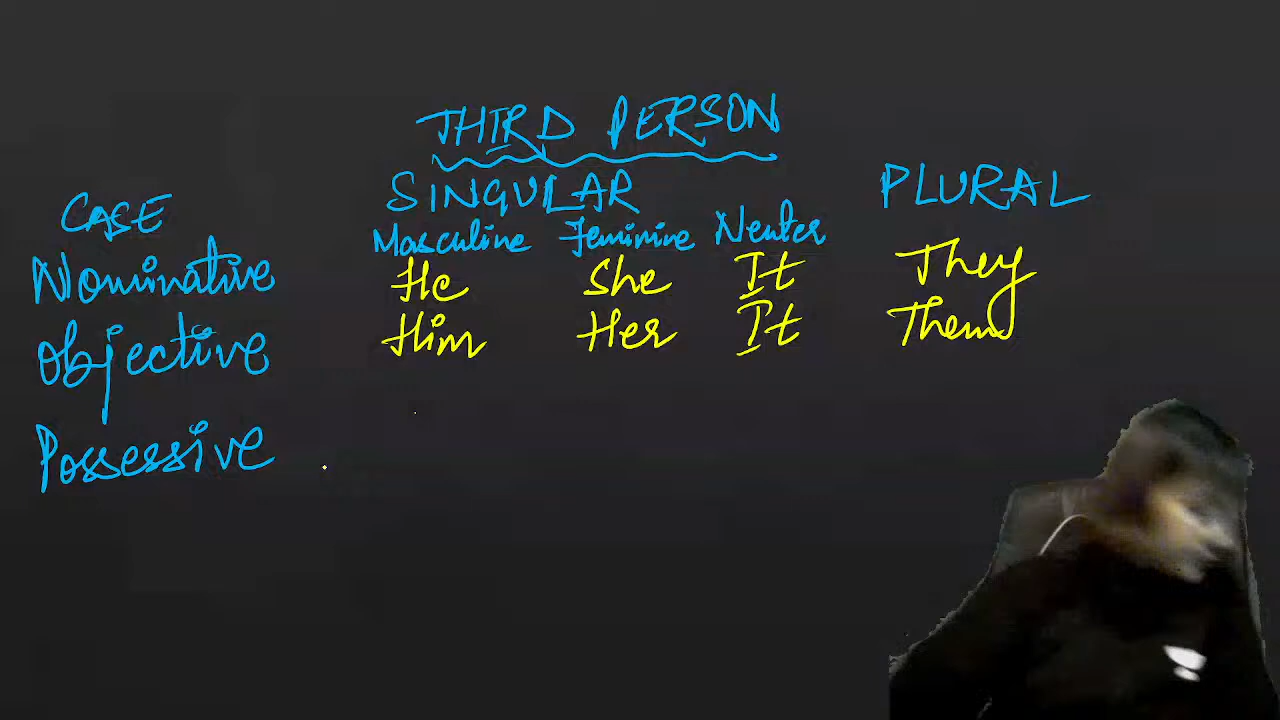 THIRD PERSON
SINGULAR PLURAL
CASE Masculine Feminine Neuter
Nominative He She It They
Objective Him Her It Them
Possessive